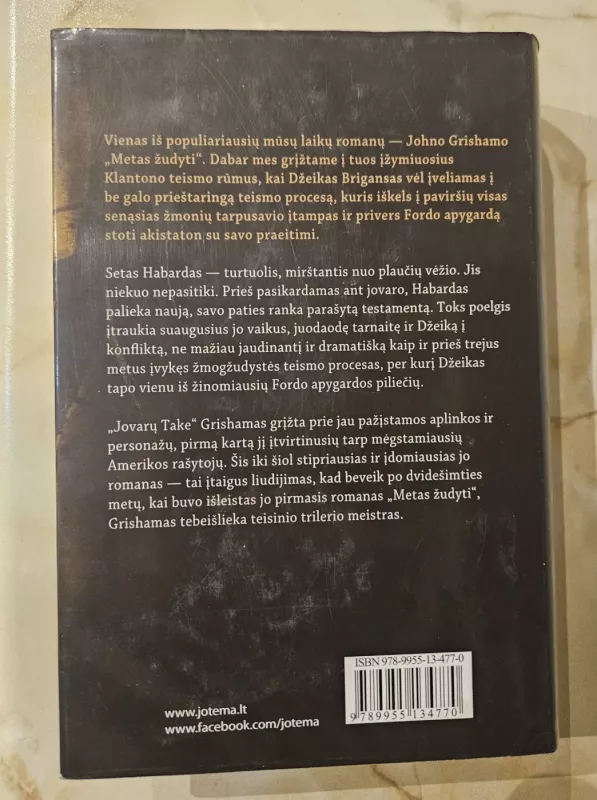 Vienas iš populiariausių mūsų laikų romanų — Johno Grishamo
„Metas žudyti“. Dabar mes grįžtame į tuos įžymiuosius
Klantono teismo rūmus, kai Džeikas Brigansas vėl įveliamas į
be galo prieštaringą teismo procesą, kuris iškels į paviršių visas
senąsias žmonių tarpusavio įtampas ir privers Fordo apygardą
stoti akistaton su savo praeitimi.
Setas Habardas — turtuolis, mirštantis nuo plaučių vėžio. Jis
niekuo nepasitiki. Prieš pasikardamas ant jovaro, Habardas
palieka naują, savo paties ranka parašytą testamentą. Toks poelgis
įtraukia suaugusius jo vaikus, juodaodę tarnaitę ir Džeiką į
konfliktą, ne mažiau jaudinantį ir dramatišką kaip ir prieš trejus
metus įvykęs žmogžudystės teismo procesas, per kurį Džeikas
tapo vienu iš žinomiausių Fordo apygardos piliečių.
„Jovarų Take“ Grishamas grįžta prie jau pažįstamos aplinkos ir
personažų, pirmą kartą jį įtvirtinusių tarp mėgstamiausių
Amerikos rašytojų. Šis iki šiol stipriausias ir įdomiausias jo
romanas — tai įtaigus liudijimas, kad beveik po dvidešimties
metų, kai buvo išleistas jo pirmasis romanas „Metas žudyti“,
Grishamas tebeišlieka teisinio trilerio meistras.
ISBN 978-9955-13-477-0
9 789955 134770
www.jotema.lt
www.facebook.com/jotema